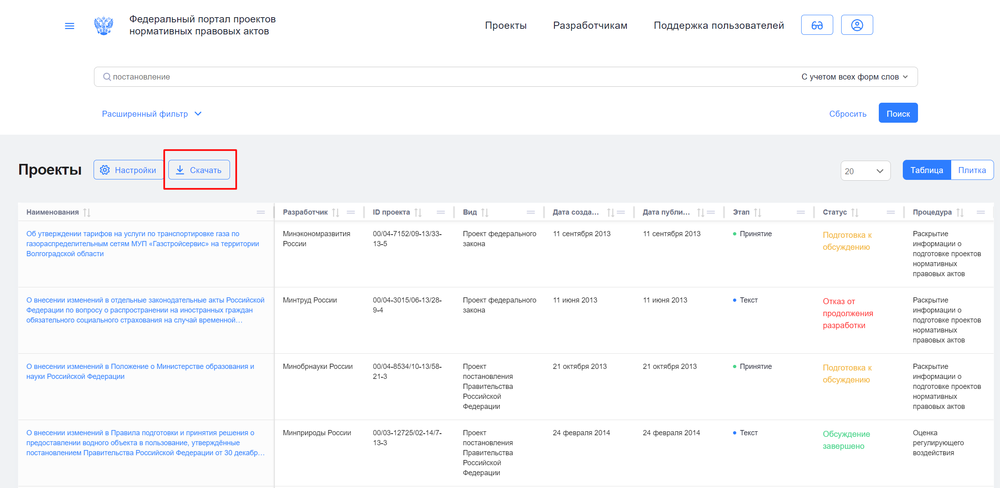 Федеральный портал проектов
нормативных правовых актов
Проекты
Разработчикам
Поддержка пользователей
постановление
С учетом всех форм слов
Расширенный фильтр
Сбросить
Поиск
Проекты
Настройки
Скачать
20
Таблица
Плитка
Наименования
Разработчик
ID проекта
Вид
Дата созда...
Дата публи...
Этап
Статус
Процедура
Об утверждении тарифов на услуги по транспортировке газа по
газораспределительным сетям МУП «Газстройсервис» на территории
Волгоградской области
Минэкономразвития
России
00/04-7152/09-13/33-
13-5
Проект федерального
закона
11 сентября 2013
11 сентября 2013
Принятие
Подготовка к
обсуждению
Раскрытие
информации о
подготовке проектов
нормативных
правовых актов
О внесении изменений в отдельные законодательные акты Российской
Федерации по вопросу о распространении на иностранных граждан
обязательного социального страхования на случай временной…
Минтруд России
00/04-3015/06-13/28-
9-4
Проект федерального
закона
11 июня 2013
11 июня 2013
Текст
Отказ от
продолжения
разработки
Раскрытие
информации о
подготовке проектов
нормативных
правовых актов
О внесении изменений в Положение о Министерстве образования и
науки Российской Федерации
Минобрнауки России
00/04-8534/10-13/58-
21-3
Проект
постановления
Правительства
Российской
Федерации
21 октября 2013
21 октября 2013
Принятие
Подготовка к
обсуждению
Раскрытие
информации о
подготовке проектов
нормативных
правовых актов
О внесении изменений в Правила подготовки и принятия решения о
предоставлении водного объекта в пользование, утверждённые
постановлением Правительства Российской Федерации от 30 декабр…
Минприроды России
00/03-12725/02-14/7-
13-3
Проект
постановления
Правительства
Российской
Федерации
24 февраля 2014
24 февраля 2014
Текст
Обсуждение
завершено
Оценка
регулирующего
воздействия